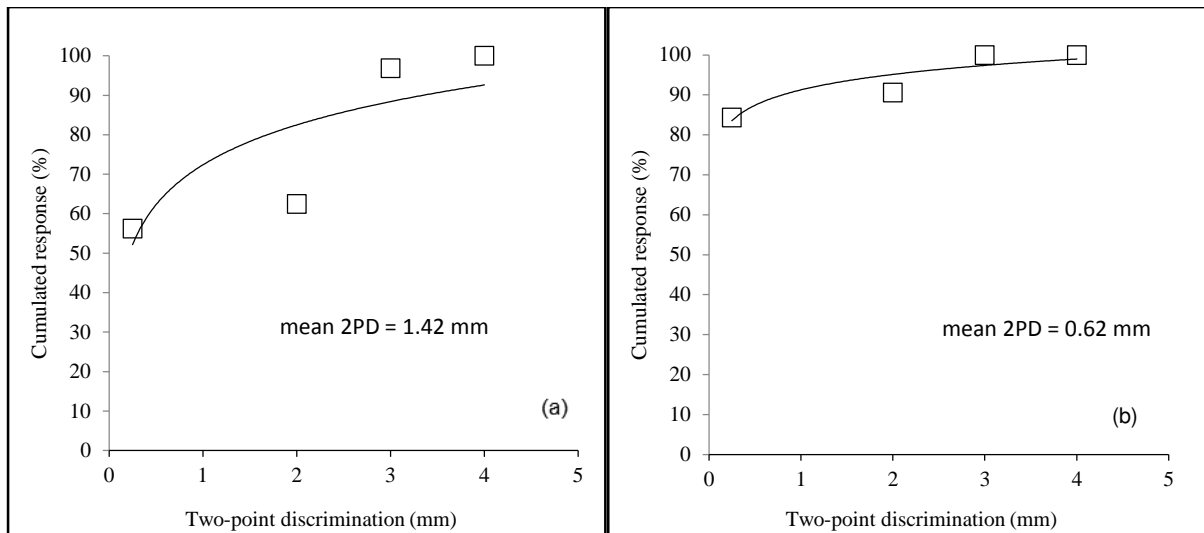 Cumulated response (%)
100
90
80
70
60
50
40
30
20
10
0
0 1 2 3 4 5
mean 2PD = 1.42 mm
(a)
Two-point discrimination (mm)
Cumulated response (%)
100
90
80
70
60
50
40
30
20
10
0
0 1 2 3 4 5
mean 2PD = 0.62 mm
(b)
Two-point discrimination (mm)